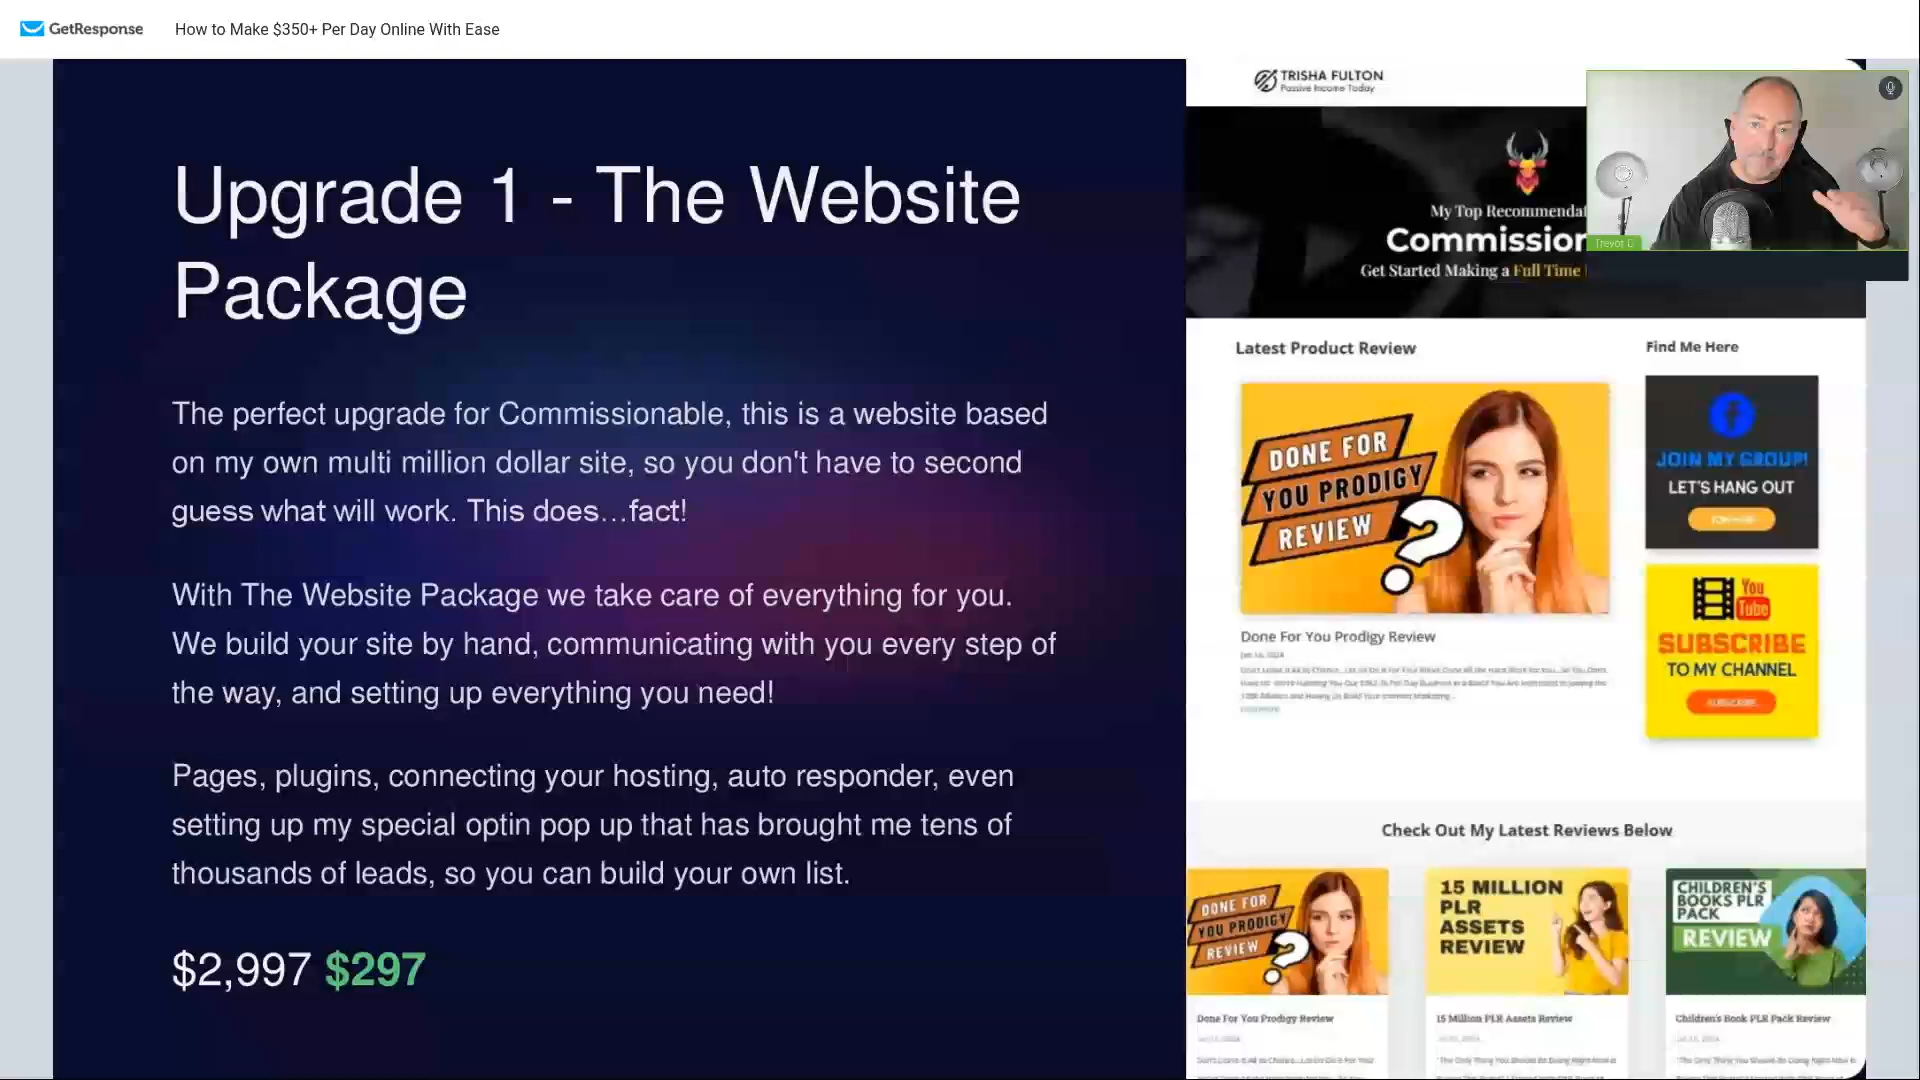 GetResponse
How to Make $350+ Per Day Online With Ease
Upgrade 1 - The Website
Package
The perfect upgrade for Commissionable, this is a website based
on my own multi million dollar site, so you don't have to second
guess what will work. This does...fact!
With The Website Package we take care of everything for you.
We build your site by hand, communicating with you every step of
the way, and setting up everything you need!
Pages, plugins, connecting your hosting, auto responder, even
setting up my special optin pop up that has brought me tens of
thousands of leads, so you can build your own list.
$2,997 $297
TRISHA FULTON
Passive Income Today
My Top Recommendat
Commission
Get Started Making a Full Time
Trevor C
Latest Product Review
Find Me Here
DONE FOR
YOU PRODIGY
REVIEW
JOIN MY GROUP!
LET'S HANG OUT
You
Tube
SUBSCRIBE
TO MY CHANNEL
SUBSCRIBE
Done For You Prodigy Review
Check Out My Latest Reviews Below
DONE FOR
YOU PRODIGY
REVIEW
15 MILLION
PLR
ASSETS
REVIEW
CHILDREN'S
BOOKS PLR
PACK
REVIEW
Done For You Prodigy Review
15 Million PLR Assets Review
Children's Book PLR Pack Review